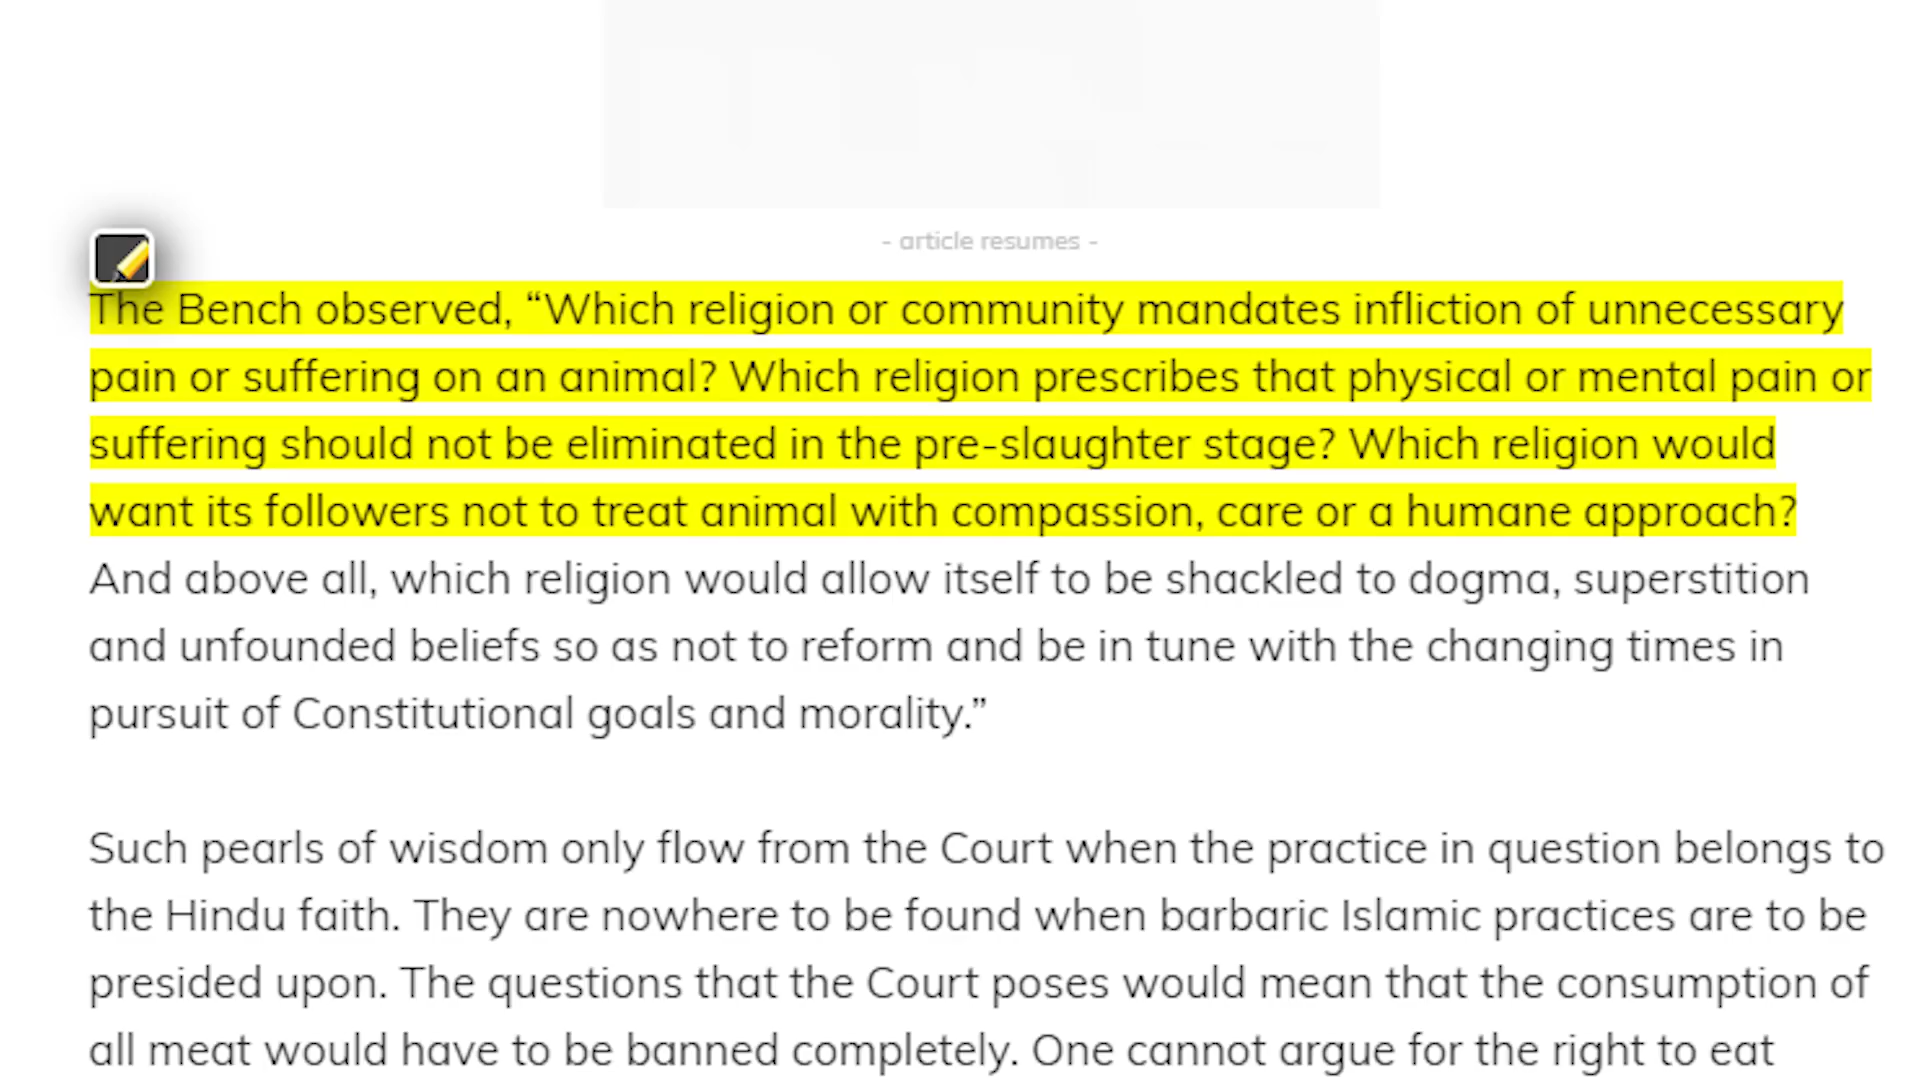 - article resumes -
The Bench observed, “Which religion or community mandates infliction of unnecessary
pain or suffering on an animal? Which religion prescribes that physical or mental pain or
suffering should not be eliminated in the pre-slaughter stage? Which religion would
want its followers not to treat animal with compassion, care or a humane approach?
And above all, which religion would allow itself to be shackled to dogma, superstition
and unfounded beliefs so as not to reform and be in tune with the changing times in
pursuit of Constitutional goals and morality.”
Such pearls of wisdom only flow from the Court when the practice in question belongs to
the Hindu faith. They are nowhere to be found when barbaric Islamic practices are to be
presided upon. The questions that the Court poses would mean that the consumption of
all meat would have to be banned completely. One cannot argue for the right to eat